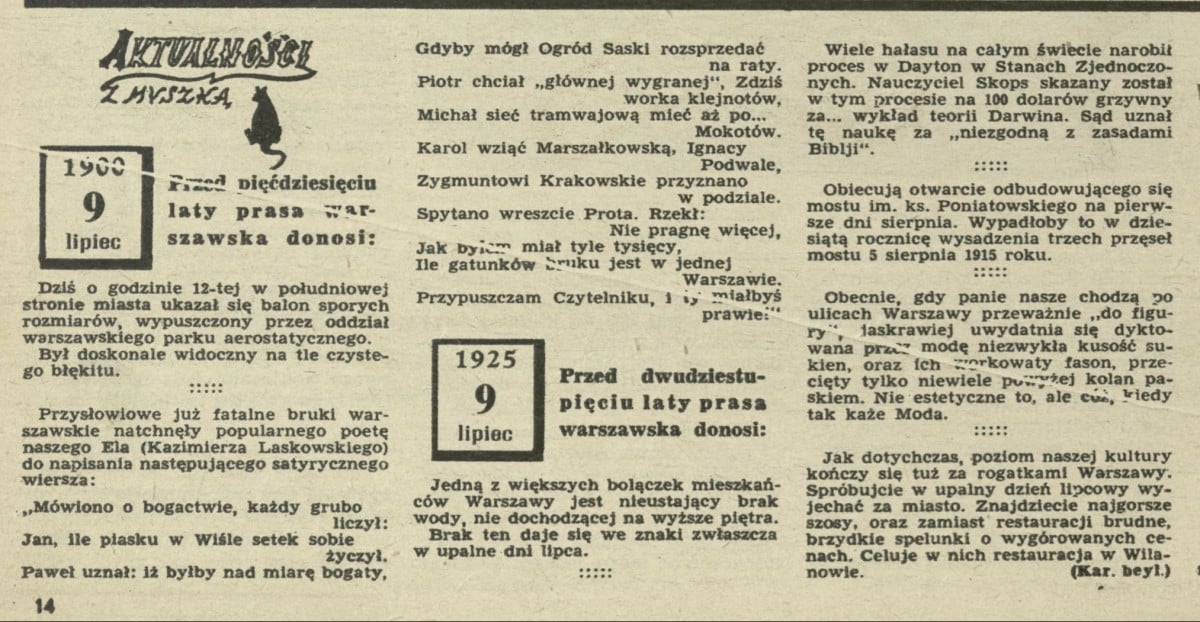 AKTUALNOŚCI
Z MYSZKĄ
1900
9
lipiec
Przed pięćdziesięciu
laty prasa war-
szawska donosi:
Dziś o godzinie 12-tej w południowej
stronie miasta ukazał się balon sporych
rozmiarów, wypuszczony przez oddział
warszawskiego parku aerostatycznego.
Był doskonale widoczny na tle czyste-
go błękitu.
:::::
Przysłowiowe już fatalne bruki war-
szawskie natchnęły popularnego poetę
naszego Ela (Kazimierza Laskowskiego)
do napisania następującego satyrycznego
wiersza:
„Mówiono o bogactwie, każdy grubo
liczył:
Jan, ile piasku w Wiśle setek sobie
życzył.
Paweł uznał: iż byłby nad miarę bogaty,
14
Gdyby mógł Ogród Saski rozsprzedać
na raty.
Piotr chciał „głównej wygranej", Zdziś
worka klejnotów,
Michał sieć tramwajową mieć aż po...
Mokotów.
Karol wziąć Marszałkowską, Ignacy
Podwale,
Zygmuntowi Krakowskie przyznano
w podziale.
Spytano wreszcie Prota. Rzekł:
Nie pragnę więcej,
Jak bylem miał tyle tysięcy,
Ile gatunków bruku jest w jednej
Warszawie.
Przypuszczam Czytelniku, i ty miałbyś
prawie!"
1925
9
lipiec
Przed dwudziestu-
pięciu laty prasa
warszawska donosi:
Jedną z większych bolączek mieszkań-
ców Warszawy jest nieustający brak
wody, nie dochodzącej na wyższe piętra.
Brak ten daje się we znaki zwłaszcza
w upalne dni lipca.
:::::
Wiele hałasu na całym świecie narobił
proces w Dayton w Stanach Zjednoczo-
nych. Nauczyciel Skops skazany został
w tym procesie na 100 dolarów grzywny
za... wykład teorii Darwina. Sąd uznał
tę naukę za „niezgodną z zasadami
Biblji".
:::::
Obiecują otwarcie odbudowującego się
mostu im. ks. Poniatowskiego na pierw-
sze dni sierpnia. Wypadłoby to w dzie-
siątą rocznicę wysadzenia trzech przęseł
mostu 5 sierpnia 1915 roku.
:::::
Obecnie, gdy panie nasze chodzą po
ulicach Warszawy przeważnie „do figu-
ry", jaskrawiej uwydatnia się dykto-
wana przez modę niezwykła kusość su-
kien, oraz ich workowaty fason, prze-
cięty tylko niewiele powyżej kolan pa-
skiem. Nie estetyczne to, ale cóż, kiedy
tak każe Moda.
:::::
Jak dotychczas, poziom naszej kultury
kończy się tuż za rogatkami Warszawy.
Spróbujcie w upalny dzień lipcowy wy-
jechać za miasto. Znajdziecie najgorsze
szosy, oraz zamiast restauracji brudne,
brzydkie spelunki o wygórowanych ce-
nach. Celuje w nich restauracja w Wila-
nowie. (Kar. beyl.)